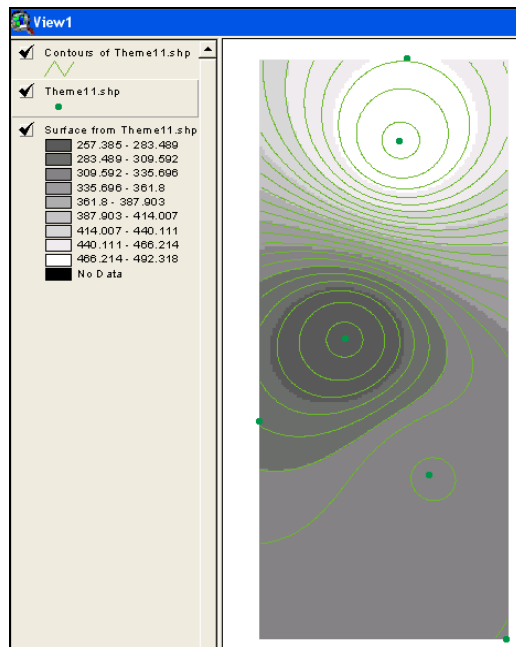 View1
Contours of Theme11.shp
Theme11.shp
Surface from Theme11.shp
257.385 - 283.489
283.489 - 309.592
309.592 - 335.696
335.696 - 361.8
361.8 - 387.903
387.903 - 414.007
414.007 - 440.111
440.111 - 466.214
466.214 - 492.318
No Data